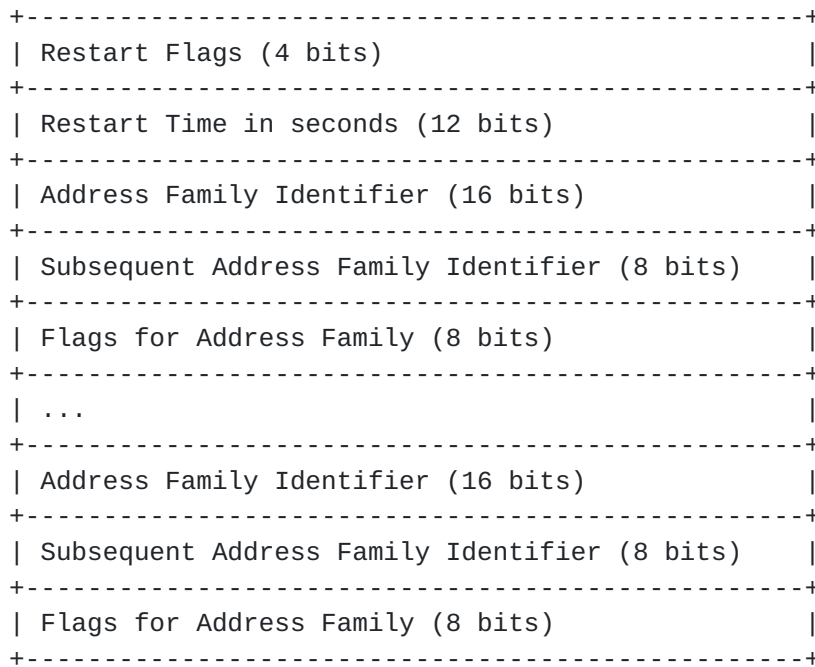 +--------------------------------------------------+
| Restart Flags (4 bits)                           |
+--------------------------------------------------+
| Restart Time in seconds (12 bits)                |
+--------------------------------------------------+
| Address Family Identifier (16 bits)              |
+--------------------------------------------------+
| Subsequent Address Family Identifier (8 bits)    |
+--------------------------------------------------+
| Flags for Address Family (8 bits)                |
+--------------------------------------------------+
| ...                                              |
+--------------------------------------------------+
| Address Family Identifier (16 bits)              |
+--------------------------------------------------+
| Subsequent Address Family Identifier (8 bits)    |
+--------------------------------------------------+
| Flags for Address Family (8 bits)                |
+--------------------------------------------------+